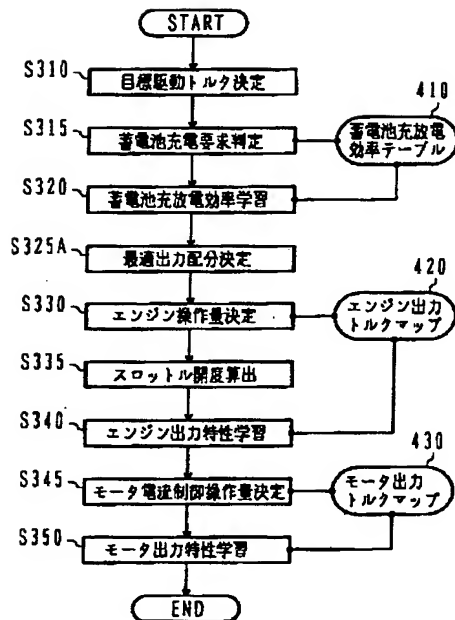 START
S310
目標駆動トルク決定
410
S315
蓄電池充電要求判定
蓄電池充放電
効率テーブル
S320
蓄電池充放電効率学習
S325A
最適出力配分決定
420
S330
エンジン操作量決定
エンジン出力
トルクマップ
S335
スロットル開度算出
S340
エンジン出力特性学習
430
S345
モータ電流制御操作量決定
モータ出力
トルクマップ
S350
モータ出力特性学習
END